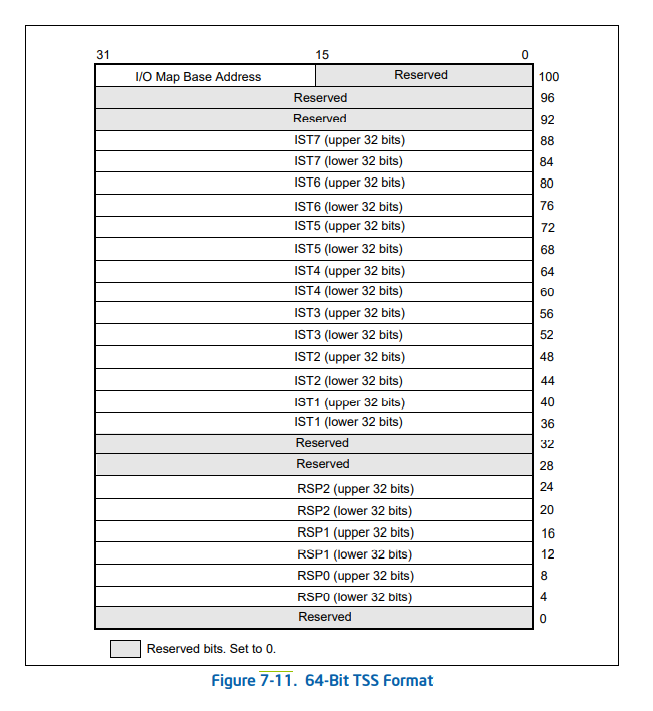 31 15 0
I/O Map Base Address Reserved 100
Reserved 96
Reserved 92
IST7 (upper 32 bits) 88
IST7 (lower 32 bits) 84
IST6 (upper 32 bits) 80
IST6 (lower 32 bits) 76
IST5 (upper 32 bits) 72
IST5 (lower 32 bits) 68
IST4 (upper 32 bits) 64
IST4 (lower 32 bits) 60
IST3 (upper 32 bits) 56
IST3 (lower 32 bits) 52
IST2 (upper 32 bits) 48
IST2 (lower 32 bits) 44
IST1 (upper 32 bits) 40
IST1 (lower 32 bits) 36
Reserved 32
Reserved 28
RSP2 (upper 32 bits) 24
RSP2 (lower 32 bits) 20
RSP1 (upper 32 bits) 16
RSP1 (lower 32 bits) 12
RSP0 (upper 32 bits) 8
RSP0 (lower 32 bits) 4
Reserved 0
Reserved bits. Set to 0.
Figure 7-11. 64-Bit TSS Format